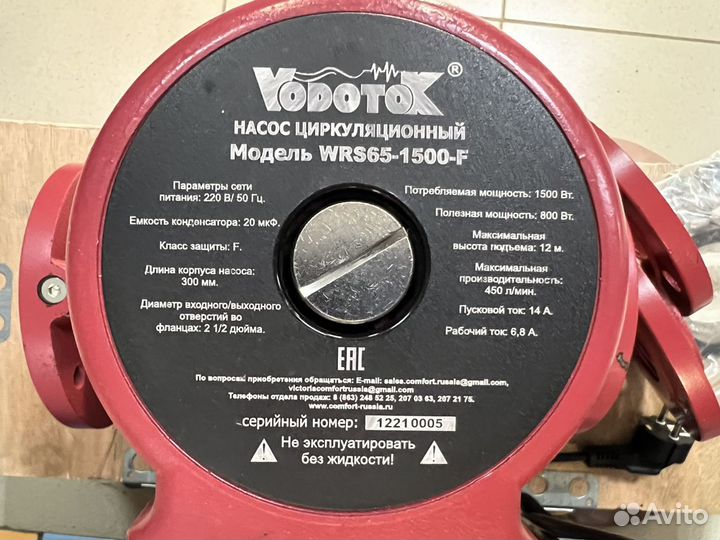 VODOTOK ®
НАСОС ЦИРКУЛЯЦИОННЫЙ
Модель WRS65-1500-F
Параметры сети
питания: 220 В/ 50 Гц.
Емкость конденсатора: 20 мкФ.
Класс защиты: F.
Длина корпуса насоса:
300 мм.
Диаметр входного/выходного
отверстий во
фланцах: 2 1/2 дюйма.
Потребляемая мощность: 1500 Вт.
Полезная мощность: 800 Вт.
Максимальная
высота подъема: 12 м.
Максимальная
производительность:
450 л/мин.
Пусковой ток: 14 А.
Рабочий ток: 6,8 А.
EAC
По вопросам приобретения обращаться: E-mail: sales.comfort.russia@gmail.com,
victoriacomfortrussia@gmail.com
Телефоны отдела продаж: 8 (863) 248 52 25, 207 03 63, 267 21 75.
www.comfort-russia.ru
серийный номер: 12210005
Не эксплуатировать
без жидкости!
Avito